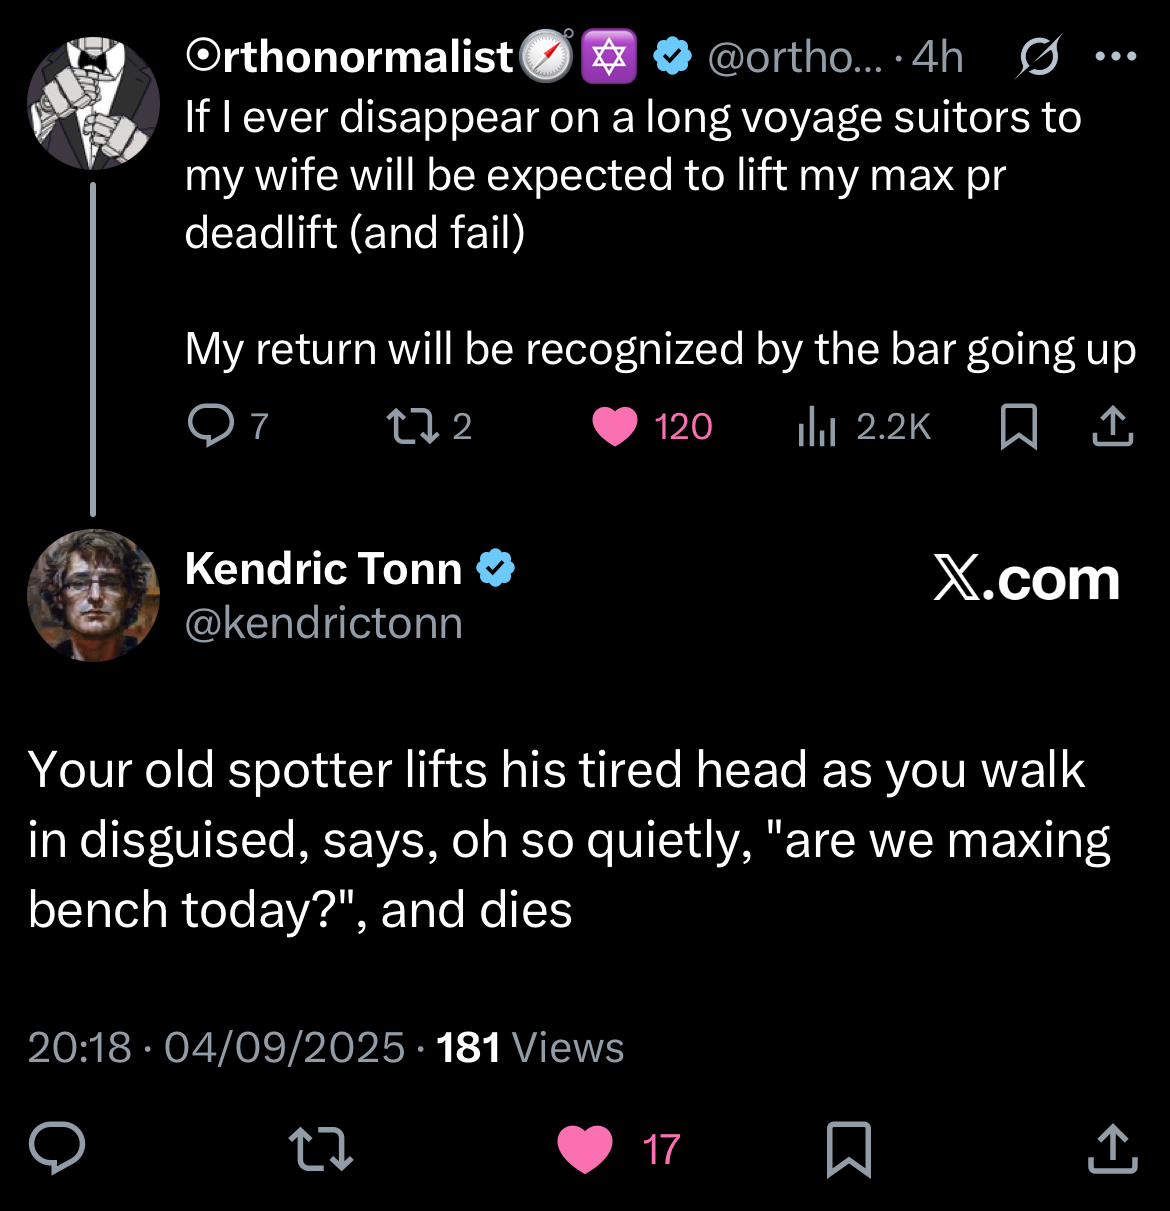 ☉rthonormalist🧭✡️ @ortho... · 4h
If I ever disappear on a long voyage suitors to
my wife will be expected to lift my max pr
deadlift (and fail)
My return will be recognized by the bar going up
7 2 120 2.2K
Kendric Tonn
@kendrictonn
X.com
Your old spotter lifts his tired head as you walk
in disguised, says, oh so quietly, "are we maxing
bench today?", and dies
20:18 · 04/09/2025 · 181 Views
17